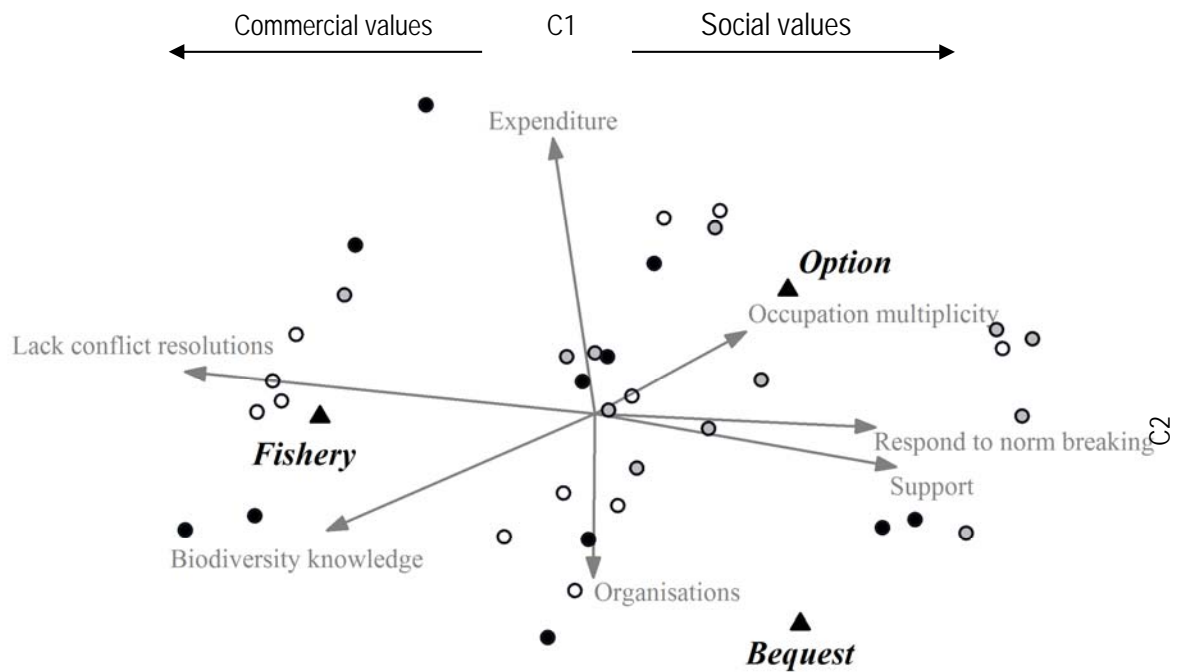 Commercial values
C1
Social values
Expenditure
Option
Occupation multiplicity
Lack conflict resolutions
Fishery
Respond to norm breaking
C2
Support
Biodiversity knowledge
Organisations
Bequest